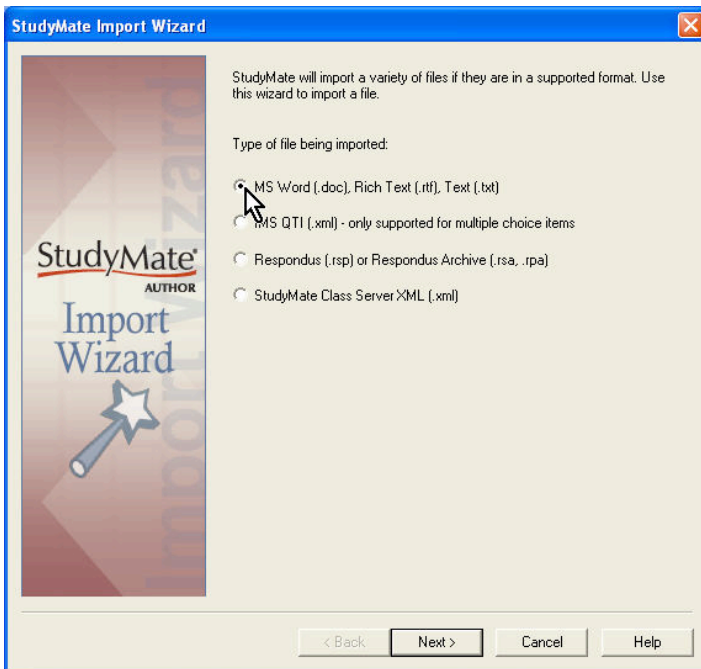 StudyMate Import Wizard
StudyMate will import a variety of files if they are in a supported format. Use
this wizard to import a file.
Type of file being imported:
MS Word (.doc), Rich Text (.rtf), Text (.txt)
IMS QTI (.xml) - only supported for multiple choice items
Respondus (.rsp) or Respondus Archive (.rsa, .rpa)
StudyMate Class Server XML (.xml)
Import Wizard
StudyMate®
AUTHOR
Import
Wizard
< Back
Next >
Cancel
Help